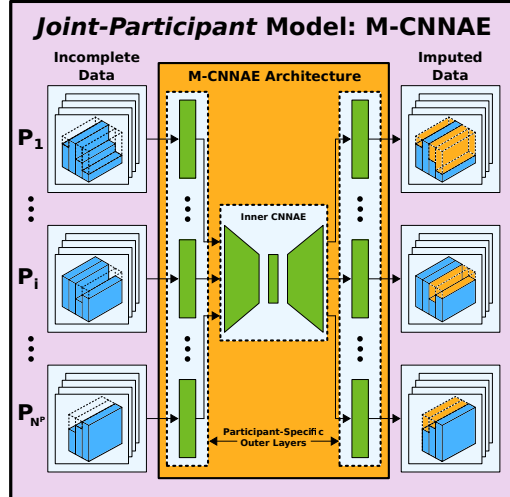 Joint-Participant Model: M-CNNAE
Incomplete
Data
M-CNNAE Architecture
Imputed
Data
P1
Inner CNNAE
Pi
PNP
Participant-Specific
Outer Layers